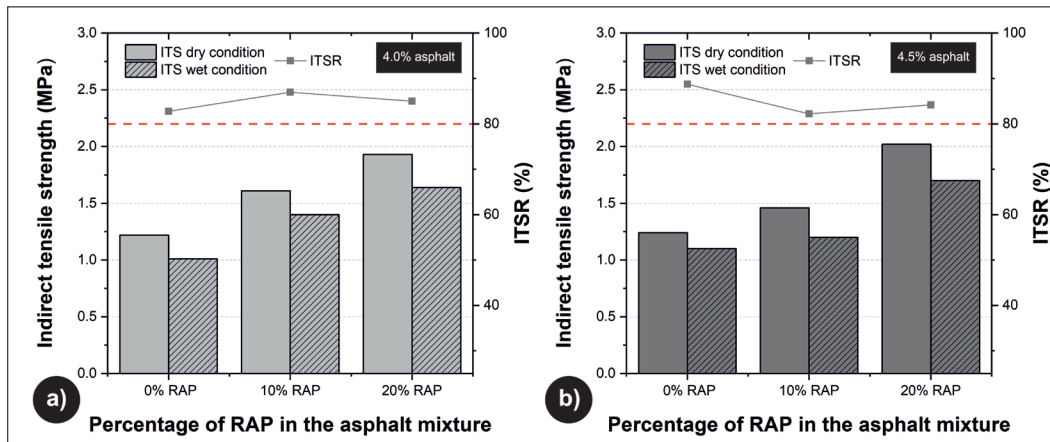 3.0
2.5
2.0
1.5
1.0
0.5
0.0
Indirect tensile strength (MPa)
ITS dry condition
ITS wet condition
ITSR
4.0% asphalt
100
80
60
40
ITSR (%)
0% RAP 10% RAP 20% RAP
Percentage of RAP in the asphalt mixture
a)
3.0
2.5
2.0
1.5
1.0
0.5
0.0
Indirect tensile strength (MPa)
ITS dry condition
ITS wet condition
ITSR
4.5% asphalt
100
80
60
40
ITSR (%)
0% RAP 10% RAP 20% RAP
Percentage of RAP in the asphalt mixture
b)